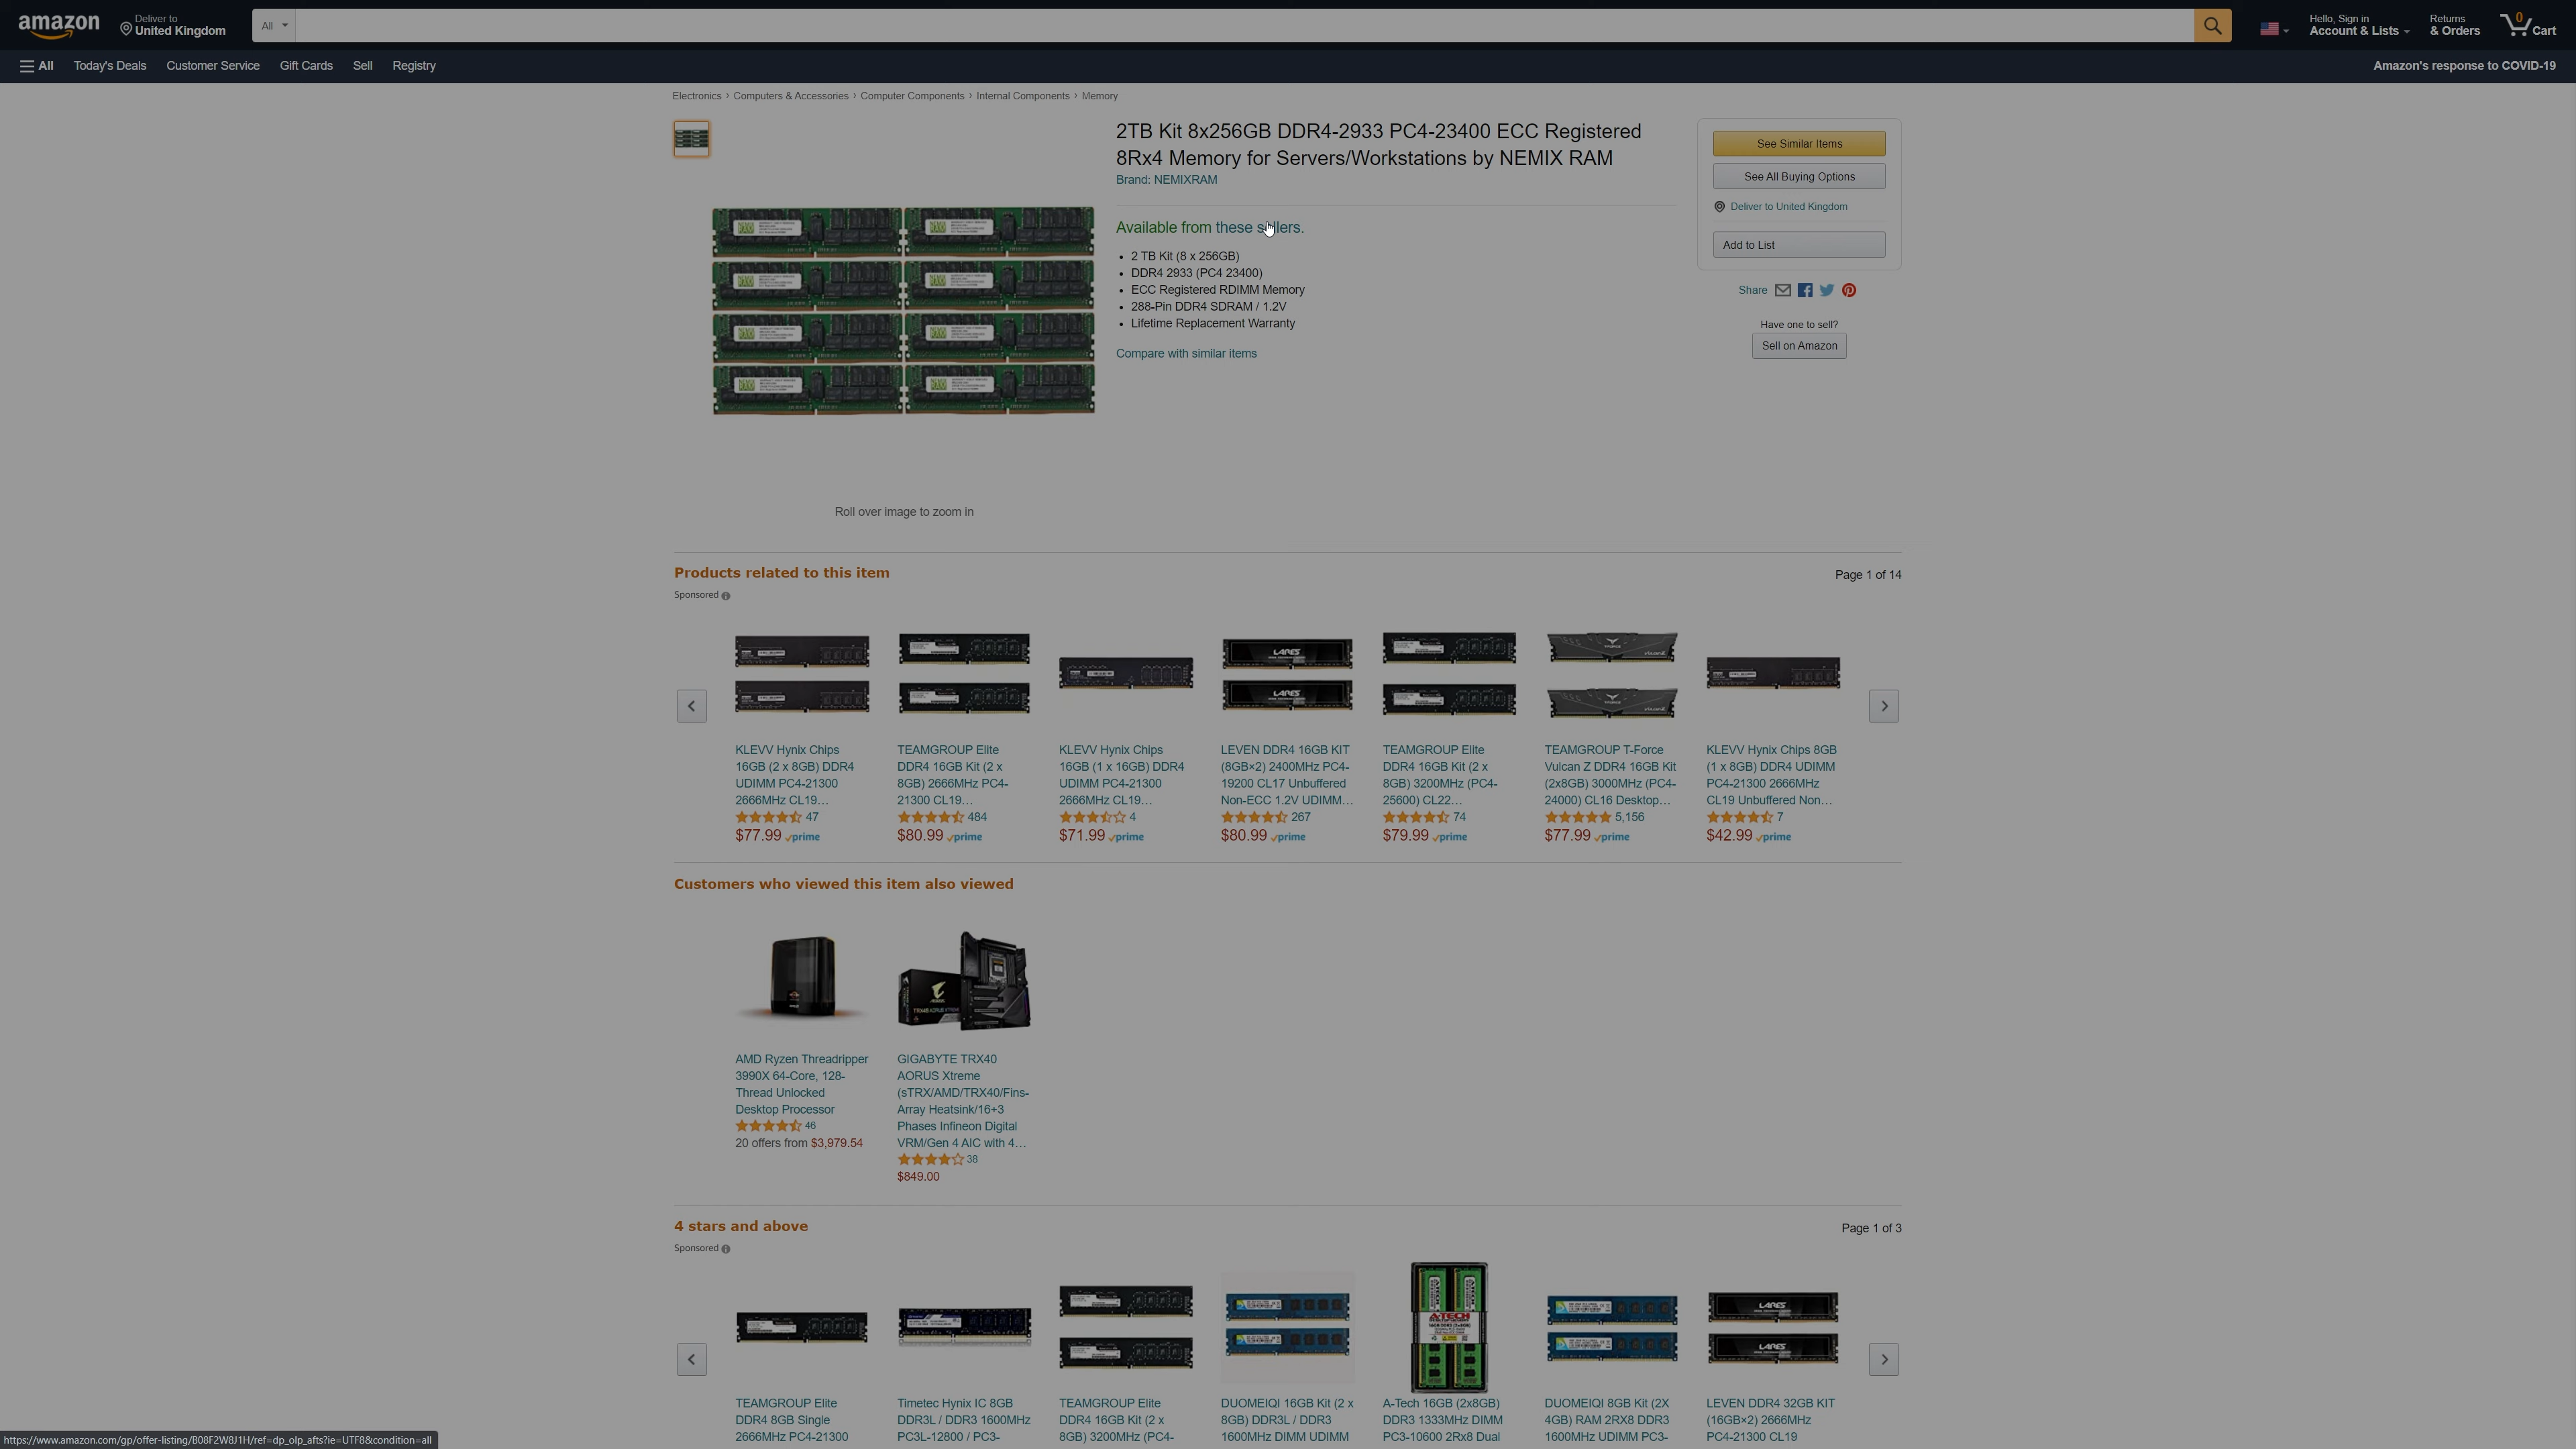 amazon
Deliver to
United Kingdom
All
Hello, Sign in
Account & Lists
Returns
& Orders
0
Cart
All
Today's Deals
Customer Service
Gift Cards
Sell
Registry
Amazon's response to COVID-19
Electronics › Computers & Accessories › Computer Components › Internal Components › Memory
2TB Kit 8x256GB DDR4-2933 PC4-23400 ECC Registered
8Rx4 Memory for Servers/Workstations by NEMIX RAM
Brand: NEMIXRAM
Available from these sellers.
• 2 TB Kit (8 x 256GB)
• DDR4 2933 (PC4 23400)
• ECC Registered RDIMM Memory
• 288-Pin DDR4 SDRAM / 1.2V
• Lifetime Replacement Warranty
Compare with similar items
See Similar Items
See All Buying Options
Deliver to United Kingdom
Add to List
Share
Have one to sell?
Sell on Amazon
Roll over image to zoom in
Products related to this item
Page 1 of 14
Sponsored
LARES
LARES
KLEVV Hynix Chips
16GB (2 x 8GB) DDR4
UDIMM PC4-21300
2666MHz CL19…
47
$77.99 prime
TEAMGROUP Elite
DDR4 16GB Kit (2 x
8GB) 2666MHz PC4-
21300 CL19…
484
$80.99 prime
KLEVV Hynix Chips
16GB (1 x 16GB) DDR4
UDIMM PC4-21300
2666MHz CL19…
4
$71.99 prime
LEVEN DDR4 16GB KIT
(8GB×2) 2400MHz PC4-
19200 CL17 Unbuffered
Non-ECC 1.2V UDIMM…
267
$80.99 prime
TEAMGROUP Elite
DDR4 16GB Kit (2 x
8GB) 3200MHz (PC4-
25600) CL22…
74
$79.99 prime
TEAMGROUP T-Force
Vulcan Z DDR4 16GB Kit
(2x8GB) 3000MHz (PC4-
24000) CL16 Desktop…
5,156
$77.99 prime
KLEVV Hynix Chips 8GB
(1 x 8GB) DDR4 UDIMM
PC4-21300 2666MHz
CL19 Unbuffered Non…
7
$42.99 prime
Customers who viewed this item also viewed
AMD Ryzen Threadripper
3990X 64-Core, 128-
Thread Unlocked
Desktop Processor
46
20 offers from $3,979.54
GIGABYTE TRX40
AORUS Xtreme
(sTRX/AMD/TRX40/Fins-
Array Heatsink/16+3
Phases Infineon Digital
VRM/Gen 4 AIC with 4…
38
$849.00
4 stars and above
Page 1 of 3
Sponsored
A-TECH
LARES
LARES
TEAMGROUP Elite
DDR4 8GB Single
2666MHz PC4-21300
Timetec Hynix IC 8GB
DDR3L / DDR3 1600MHz
PC3L-12800 / PC3-
TEAMGROUP Elite
DDR4 16GB Kit (2 x
8GB) 3200MHz (PC4-
DUOMEIQI 16GB Kit (2 x
8GB) DDR3L / DDR3
1600MHz DIMM UDIMM
A-Tech 16GB (2x8GB)
DDR3 1333MHz DIMM
PC3-10600 2Rx8 Dual
DUOMEIQI 8GB Kit (2X
4GB) RAM 2RX8 DDR3
1600MHz UDIMM PC3-
LEVEN DDR4 32GB KIT
(16GB×2) 2666MHz
PC4-21300 CL19
https://www.amazon.com/gp/offer-listing/B08F2W8J1H/ref=dp_olp_afts?ie=UTF8&condition=all